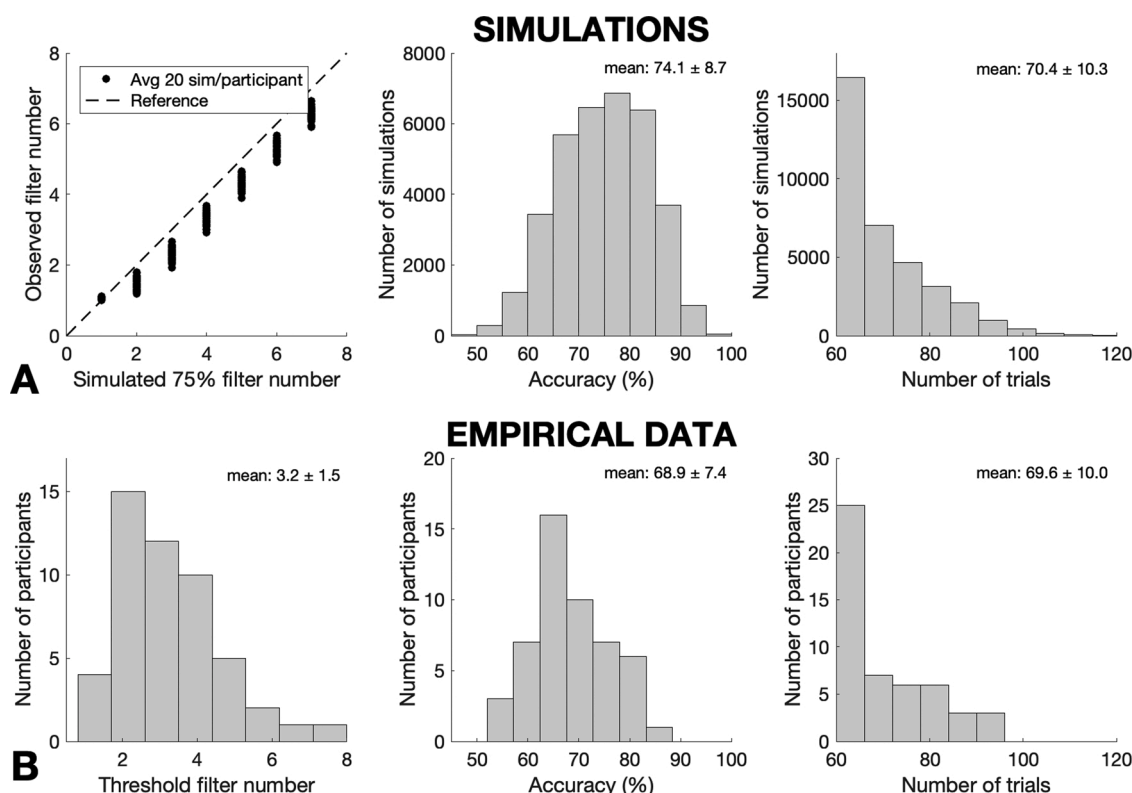 SIMULATIONS
8
6
4
2
0
0 2 4 6 8
Observed filter number
Simulated 75% filter number
Avg 20 sim/participant
Reference
8000
6000
4000
2000
0
50 60 70 80 90 100
Number of simulations
Accuracy (%)
mean: 74.1 ± 8.7
15000
10000
5000
0
60 80 100 120
Number of simulations
Number of trials
mean: 70.4 ± 10.3
A
EMPIRICAL DATA
15
10
5
0
2 4 6 8
Number of participants
Threshold filter number
mean: 3.2 ± 1.5
20
15
10
5
0
50 60 70 80 90 100
Number of participants
Accuracy (%)
mean: 68.9 ± 7.4
30
25
20
15
10
5
0
60 80 100 120
Number of participants
Number of trials
mean: 69.6 ± 10.0
B